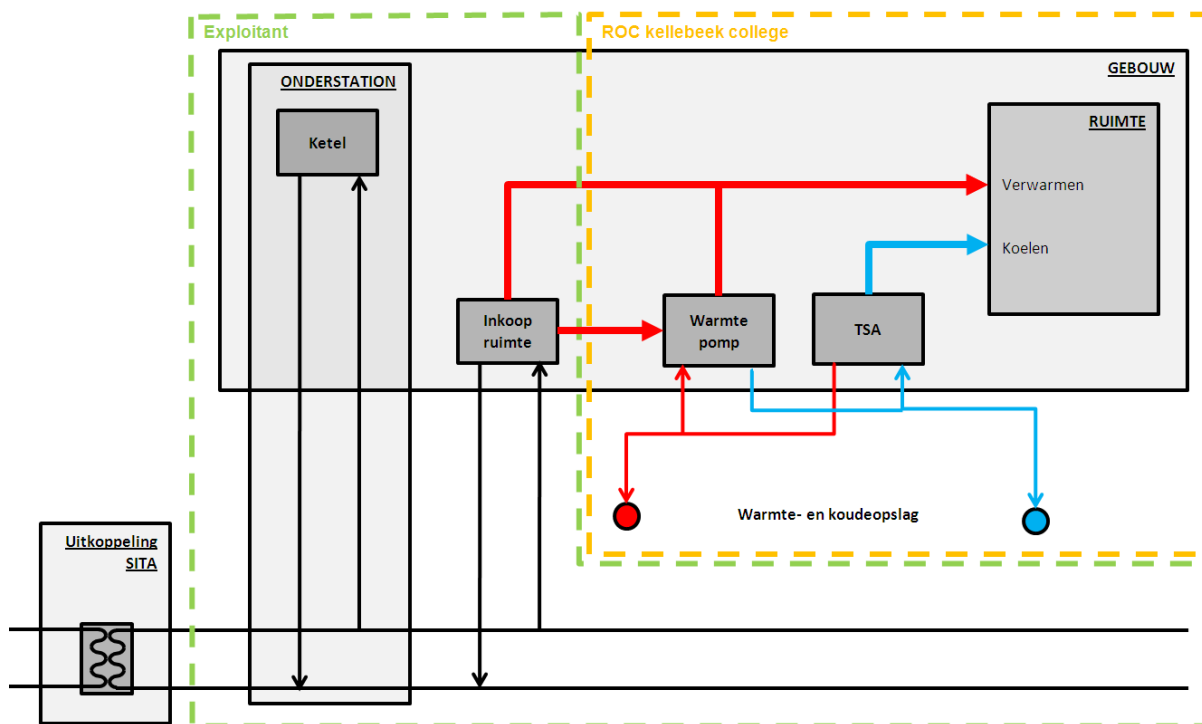 Exploitant
ROC kellebeek college
GEBOUW
ONDERSTATION
Ketel
RUIMTE
Verwarmen
Koelen
Inkoop
ruimte
Warmte
pomp
TSA
Warmte- en koudeopslag
Uitkoppeling
SITA